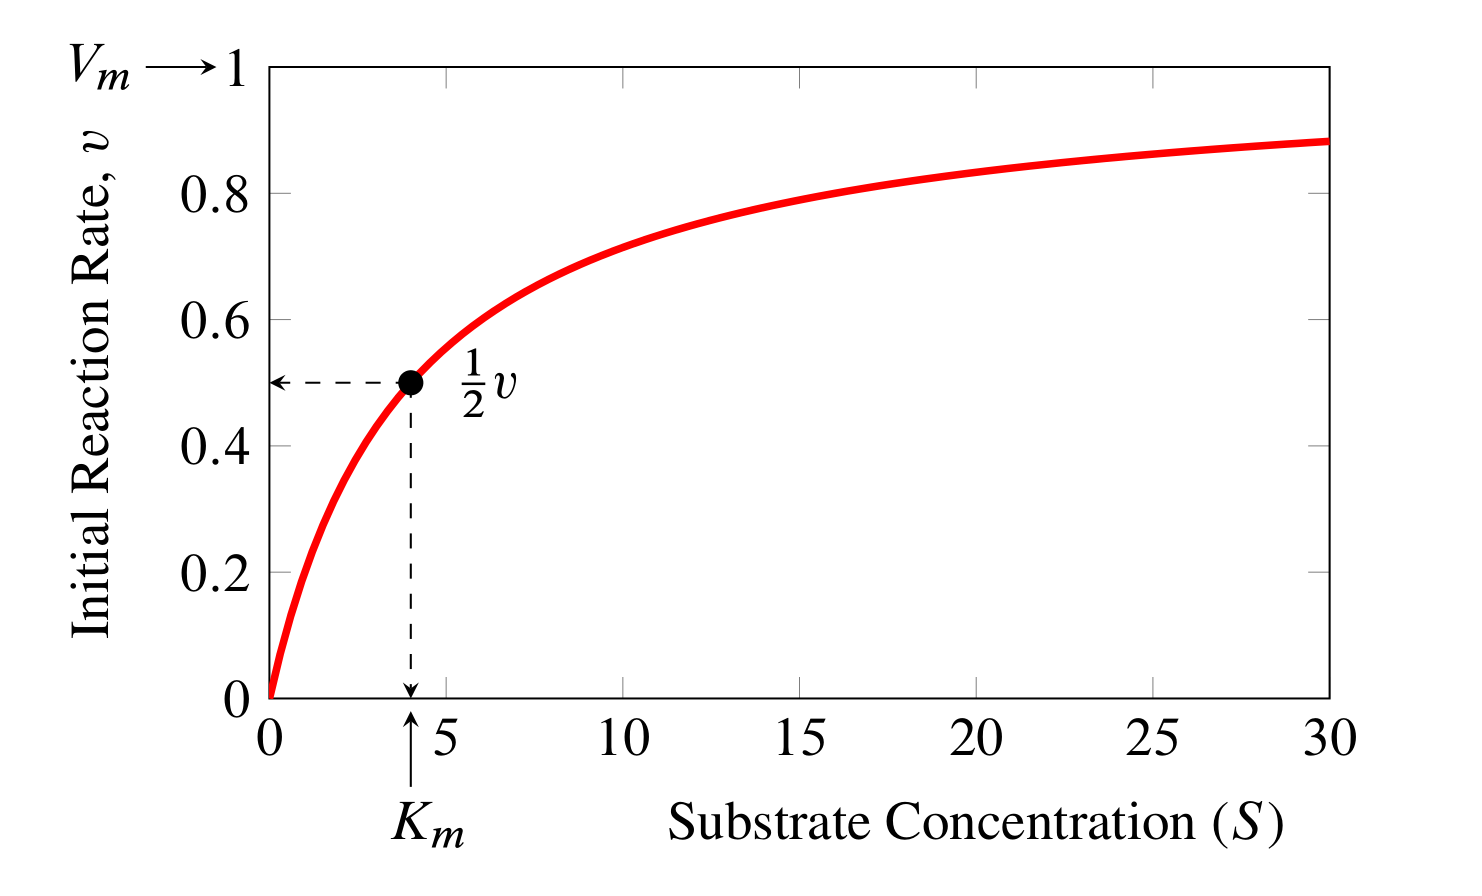 V_m
1
Initial Reaction Rate, v
0.8
0.6
1/2 v
0.4
0.2
0
0 5 10 15 20 25 30
K_m
Substrate Concentration (S)